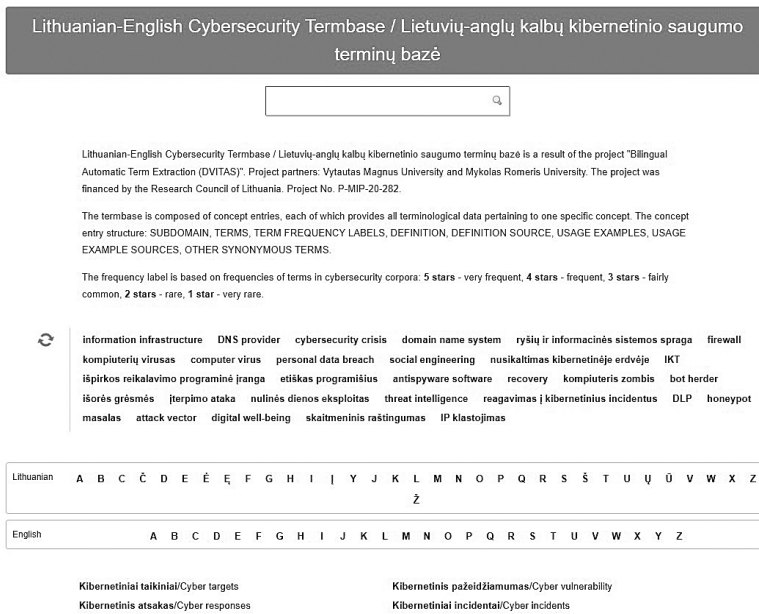 Lithuanian-English Cybersecurity Termbase / Lietuvių-anglų kalbų kibernetinio saugumo
terminų bazė
Lithuanian-English Cybersecurity Termbase / Lietuvių-anglų kalbų kibernetinio saugumo terminų bazė is a result of the project "Bilingual
Automatic Term Extraction (DVITAS)". Project partners: Vytautas Magnus University and Mykolas Romeris University. The project was
financed by the Research Council of Lithuania. Project No. P-MIP-20-282.
The termbase is composed of concept entries, each of which provides all terminological data pertaining to one specific concept. The concept
entry structure: SUBDOMAIN, TERMS, TERM FREQUENCY LABELS, DEFINITION, DEFINITION SOURCE, USAGE EXAMPLES, USAGE
EXAMPLE SOURCES, OTHER SYNONYMOUS TERMS.
The frequency label is based on frequencies of terms in cybersecurity corpora: 5 stars - very frequent, 4 stars - frequent, 3 stars - fairly
common, 2 stars - rare, 1 star - very rare.
information infrastructure DNS provider cybersecurity crisis domain name system ryšių ir informacinės sistemos spraga firewall
kompiuterių virusas computer virus personal data breach social engineering nusikaltimas kibernetinėje erdvėje IKT
išpirkos reikalavimo programinė įranga etiškas programišius antispyware software recovery kompiuteris zombis bot herder
išorės grėsmės įterpimo ataka nulinės dienos eksploitas threat intelligence reagavimas į kibernetinius incidentus DLP honeypot
masalas attack vector digital well-being skaitmeninis raštingumas IP klastojimas
Lithuanian A B C Č D E Ė Ę F G H I Į Y J K L M N O P Q R S Š T U Ų Ū V W X Z
Ž
English A B C D E F G H I J K L M N O P Q R S T U V W X Y Z
Kibernetiniai taikiniai/Cyber targets Kibernetinis pažeidžiamumas/Cyber vulnerability
Kibernetinis atsakas/Cyber responses Kibernetiniai incidentai/Cyber incidents